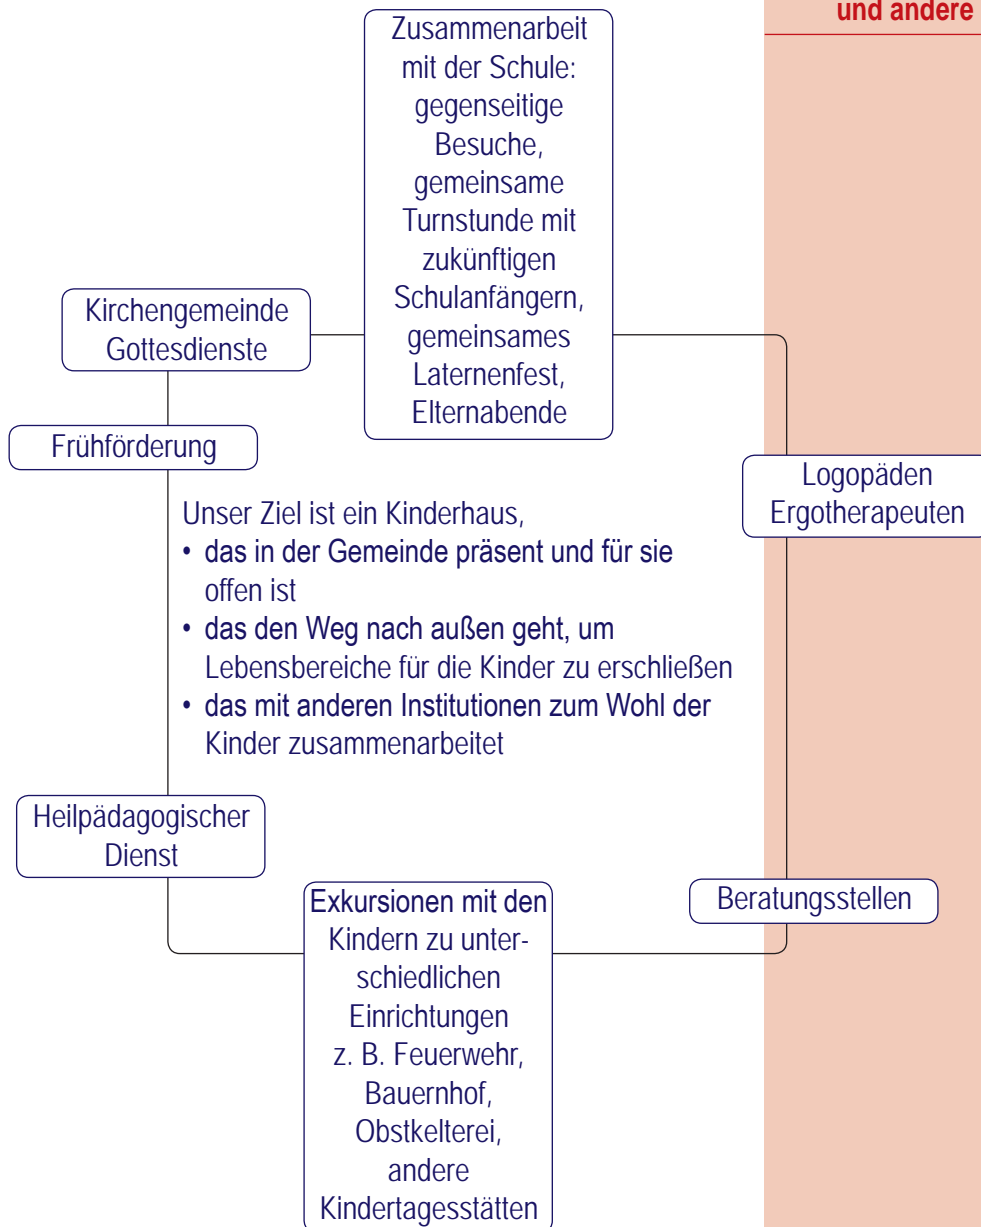 und andere
Zusammenarbeit
mit der Schule:
gegenseitige
Besuche,
gemeinsame
Turnstunde mit
zukünftigen
Schulanfängern,
gemeinsames
Laternenfest,
Elternabende
Kirchengemeinde
Gottesdienste
Frühförderung
Logopäden
Ergotherapeuten
Unser Ziel ist ein Kinderhaus,
• das in der Gemeinde präsent und für sie
offen ist
• das den Weg nach außen geht, um
Lebensbereiche für die Kinder zu erschließen
• das mit anderen Institutionen zum Wohl der
Kinder zusammenarbeitet
Heilpädagogischer
Dienst
Beratungsstellen
Exkursionen mit den
Kindern zu unter-
schiedlichen
Einrichtungen
z. B. Feuerwehr,
Bauernhof,
Obstkelterei,
andere
Kindertagesstätten